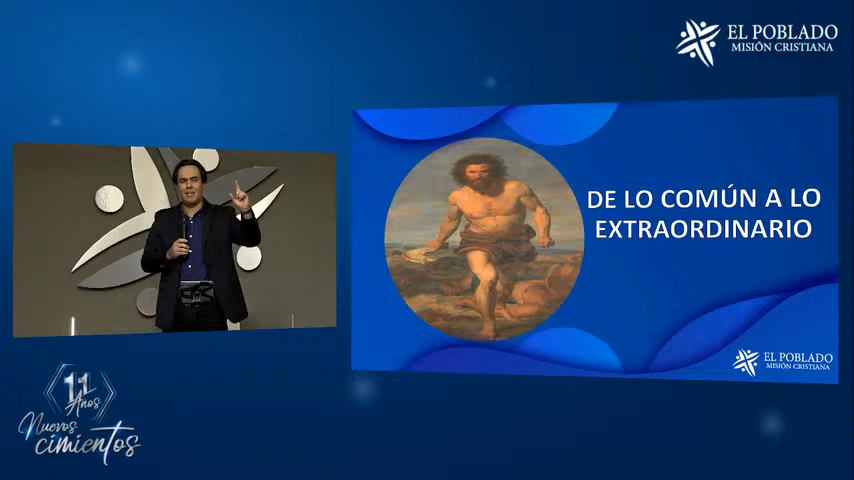 EL POBLADO
MISIÓN CRISTIANA
DE LO COMÚN A LO
EXTRAORDINARIO
EL POBLADO
MISIÓN CRISTIANA
11
Años
Nuevos
cimientos